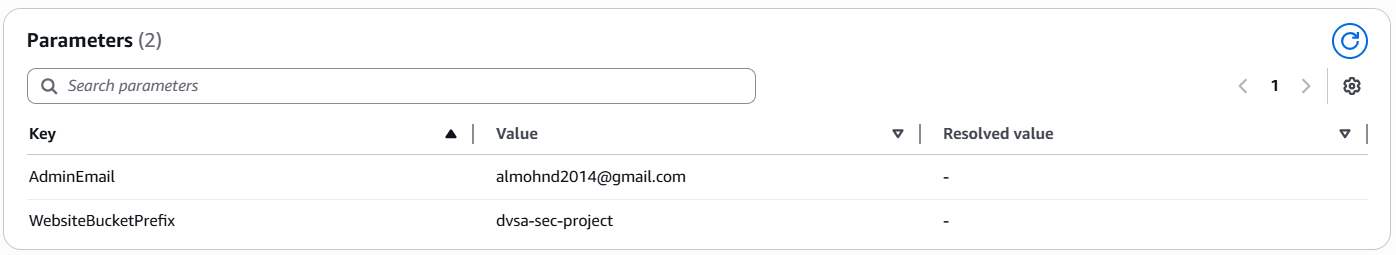 Parameters (2)
Search parameters
1
Key Value Resolved value
AdminEmail almohnd2014@gmail.com -
WebsiteBucketPrefix dvsa-sec-project -